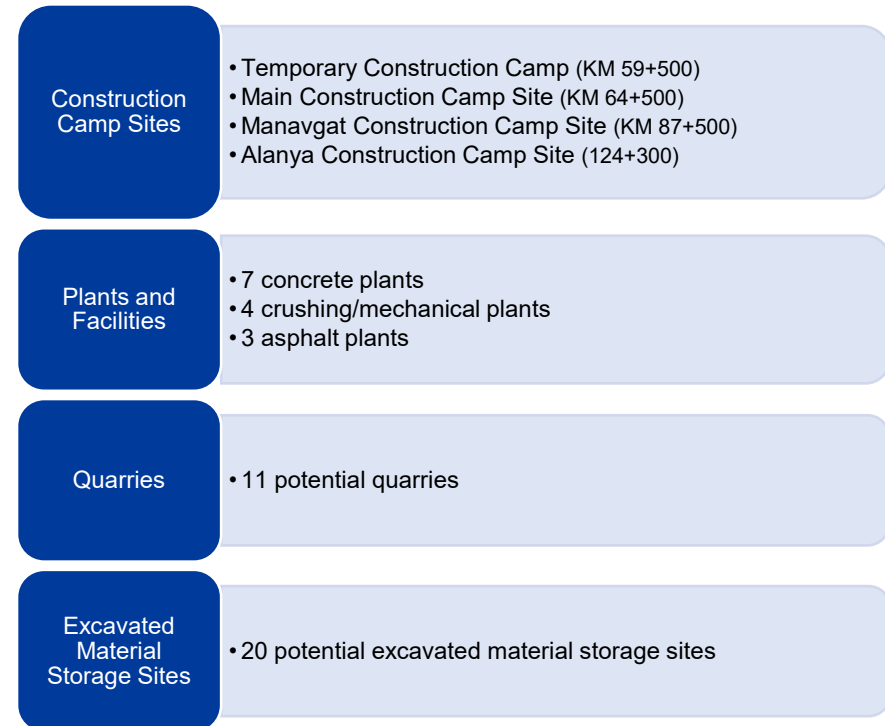 Construction
Camp Sites
• Temporary Construction Camp (KM 59+500)
• Main Construction Camp Site (KM 64+500)
• Manavgat Construction Camp Site (KM 87+500)
• Alanya Construction Camp Site (124+300)
Plants and
Facilities
• 7 concrete plants
• 4 crushing/mechanical plants
• 3 asphalt plants
Quarries
• 11 potential quarries
Excavated
Material
Storage Sites
• 20 potential excavated material storage sites